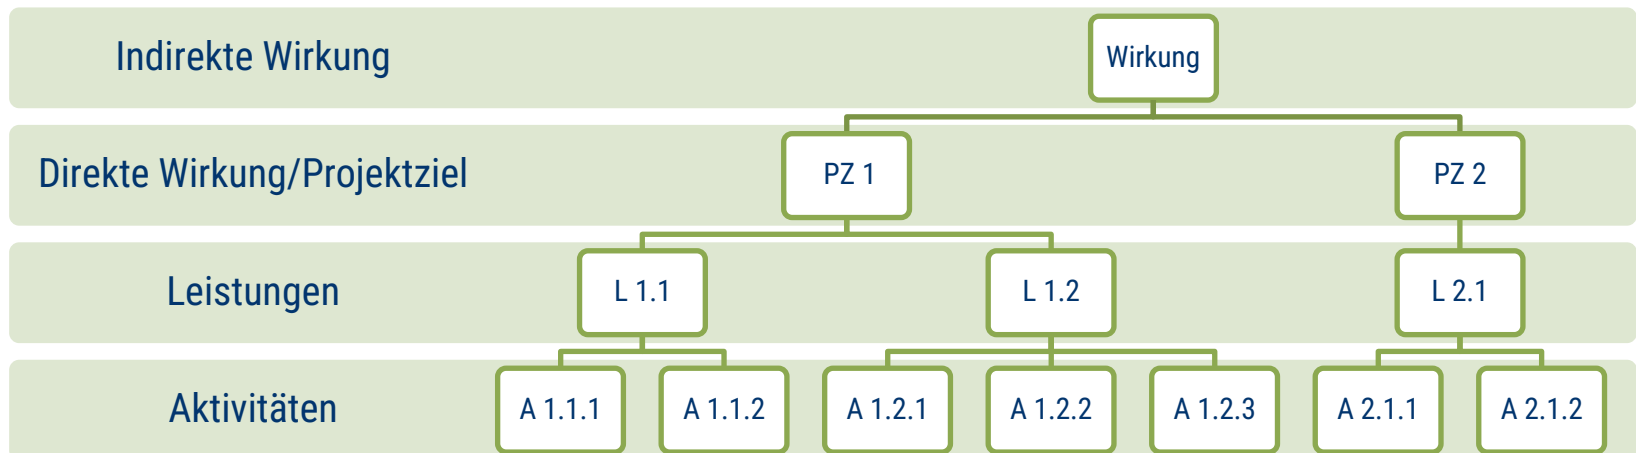 Indirekte Wirkung
Wirkung
Direkte Wirkung/Projektziel
PZ 1
PZ 2
Leistungen
L 1.1
L 1.2
L 2.1
Aktivitäten
A 1.1.1
A 1.1.2
A 1.2.1
A 1.2.2
A 1.2.3
A 2.1.1
A 2.1.2